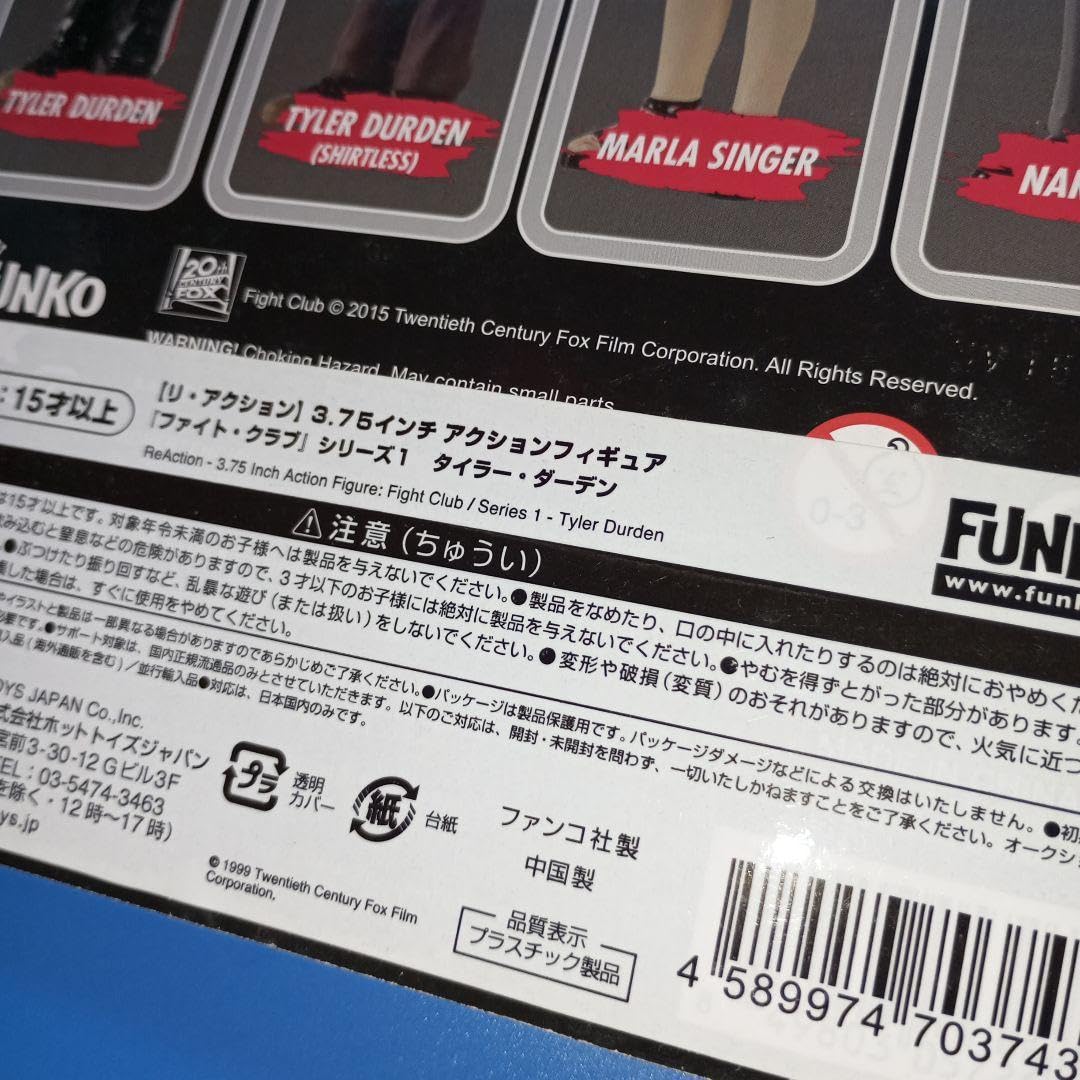 TYLER DURDEN
TYLER DURDEN
(SHIRTLESS)
MARLA SINGER
UNKO
20th
CENTURY
FOX
Fight Club © 2015 Twentieth Century Fox Film Corporation. All Rights Reserved.
WARNING! Choking Hazard. May contain small parts.
: 15才以上
【リ・アクション】3.75インチ アクションフィギュア
『ファイト・クラブ』シリーズ1 タイラー・ダーデン
ReAction - 3.75 Inch Action Figure: Fight Club / Series 1 - Tyler Durden
0-3
FUN
www.funk
注意(ちゅうい)
は15才以上です。対象年令未満のお子様へは製品を与えないでください。●製品をなめたり、口の中に入れたりするのは絶対におやめくだ
飲み込むと窒息などの危険がありますので、3才以下のお子様には絶対に製品を与えないでください。●やむを得ずとがった部分があります
●ぶつけたり振り回すなど、乱暴な遊び(または扱い)をしないでください。●変形や破損(変質)のおそれがありますので、火気に近づ
した場合は、すぐに使用をやめてください。
やイラストと製品は一部異なる場合がありますのであらかじめご了承ください。●パッケージは製品保護用です。パッケージダメージなどによる交換はいたしません。●初
必要です。●サポート対象は、国内正規流通品のみとさせていただきます。以下のご対応は、開封・未開封を問わず、一切いたしかねますことをご了承ください。オークシ
入品(海外通販を含む)/並行輸入品●対応は、日本国内のみです。
OYS JAPAN Co.,Inc.
式会社ホットトイズジャパン
宮前3-30-12 Gビル3F
TEL : 03-5474-3463
を除く・12時〜17時)
ys.jp
プラ
透明
カバー
紙
台紙
ファンコ社製
中国製
© 1999 Twentieth Century Fox Film
Corporation.
品質表示
プラスチック製品
4 589974 703743